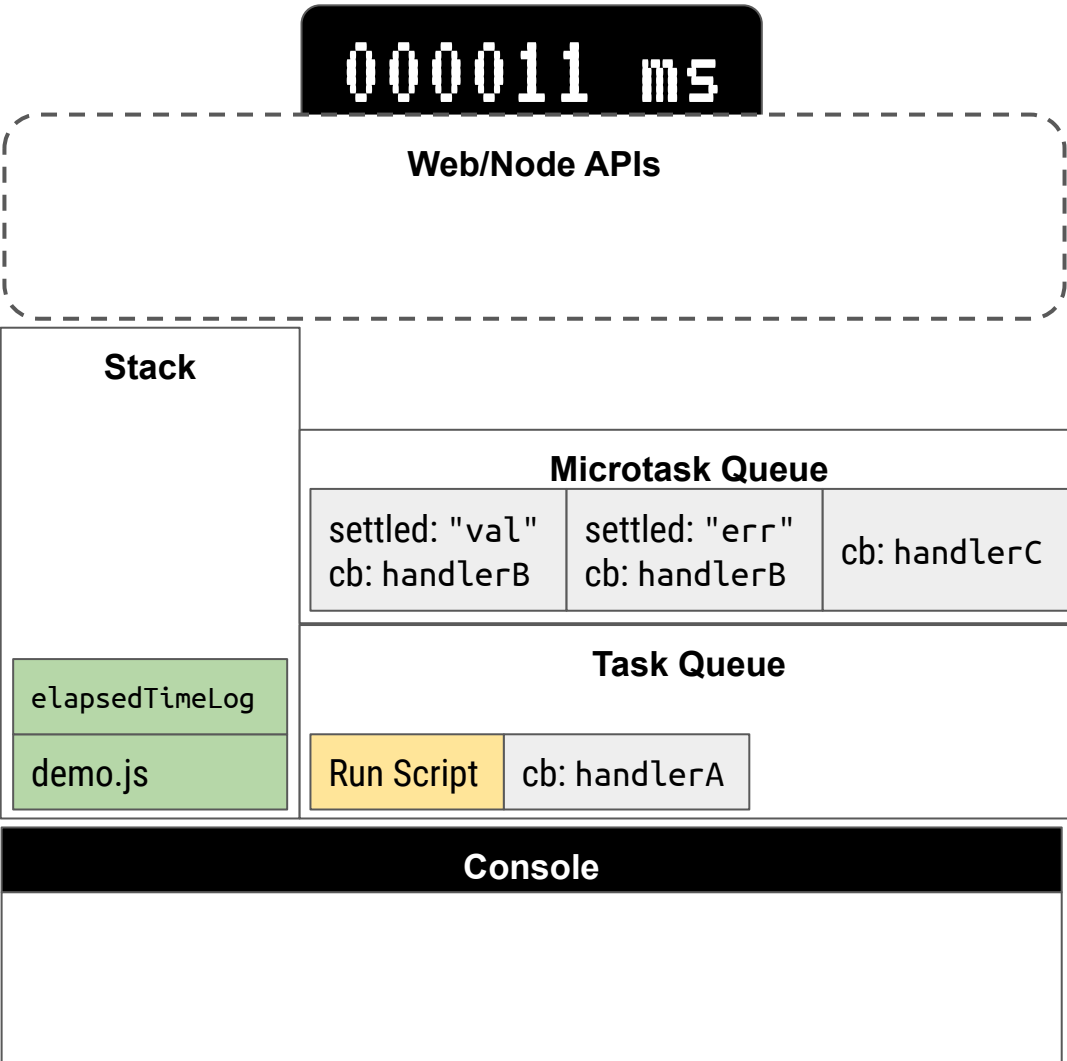 000011 ms
Web/Node APIs
Stack
Microtask Queue
settled: "val"
cb: handlerB
settled: "err"
cb: handlerB
cb: handlerC
Task Queue
elapsedTimeLog
demo.js
Run Script
cb: handlerA
Console